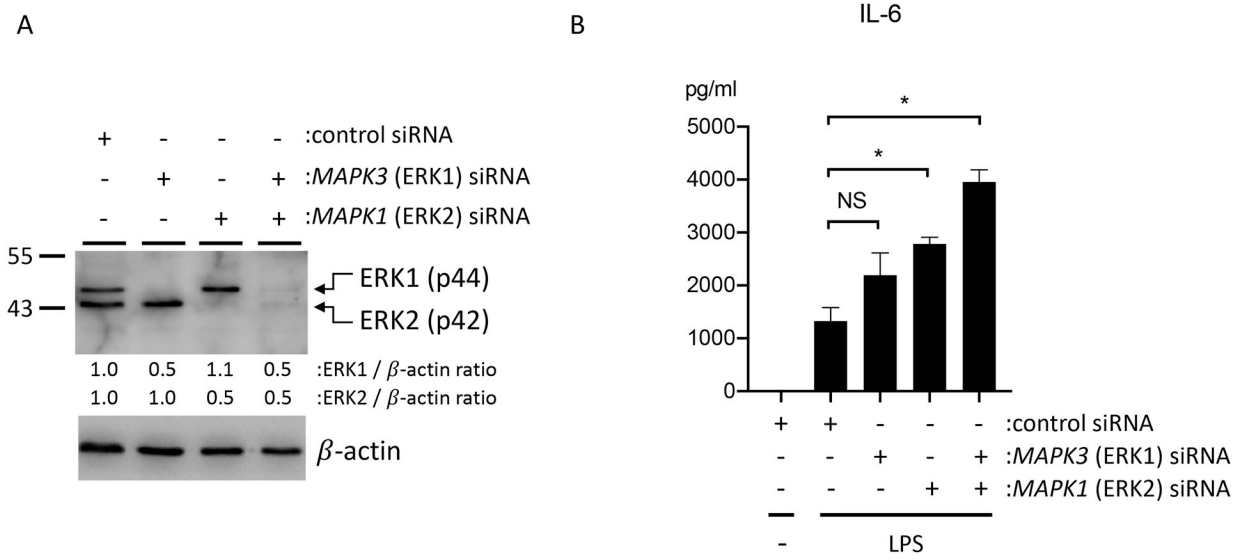 A
+ - - - :control siRNA
- + - + :MAPK3 (ERK1) siRNA
- - + + :MAPK1 (ERK2) siRNA
55
43
ERK1 (p44)
ERK2 (p42)
1.0 0.5 1.1 0.5 :ERK1 / β-actin ratio
1.0 1.0 0.5 0.5 :ERK2 / β-actin ratio
β-actin
B
IL-6
pg/ml
5000
4000
3000
2000
1000
0
*
*
NS
+ + - - - :control siRNA
- - + - + :MAPK3 (ERK1) siRNA
- - - + + :MAPK1 (ERK2) siRNA
- LPS